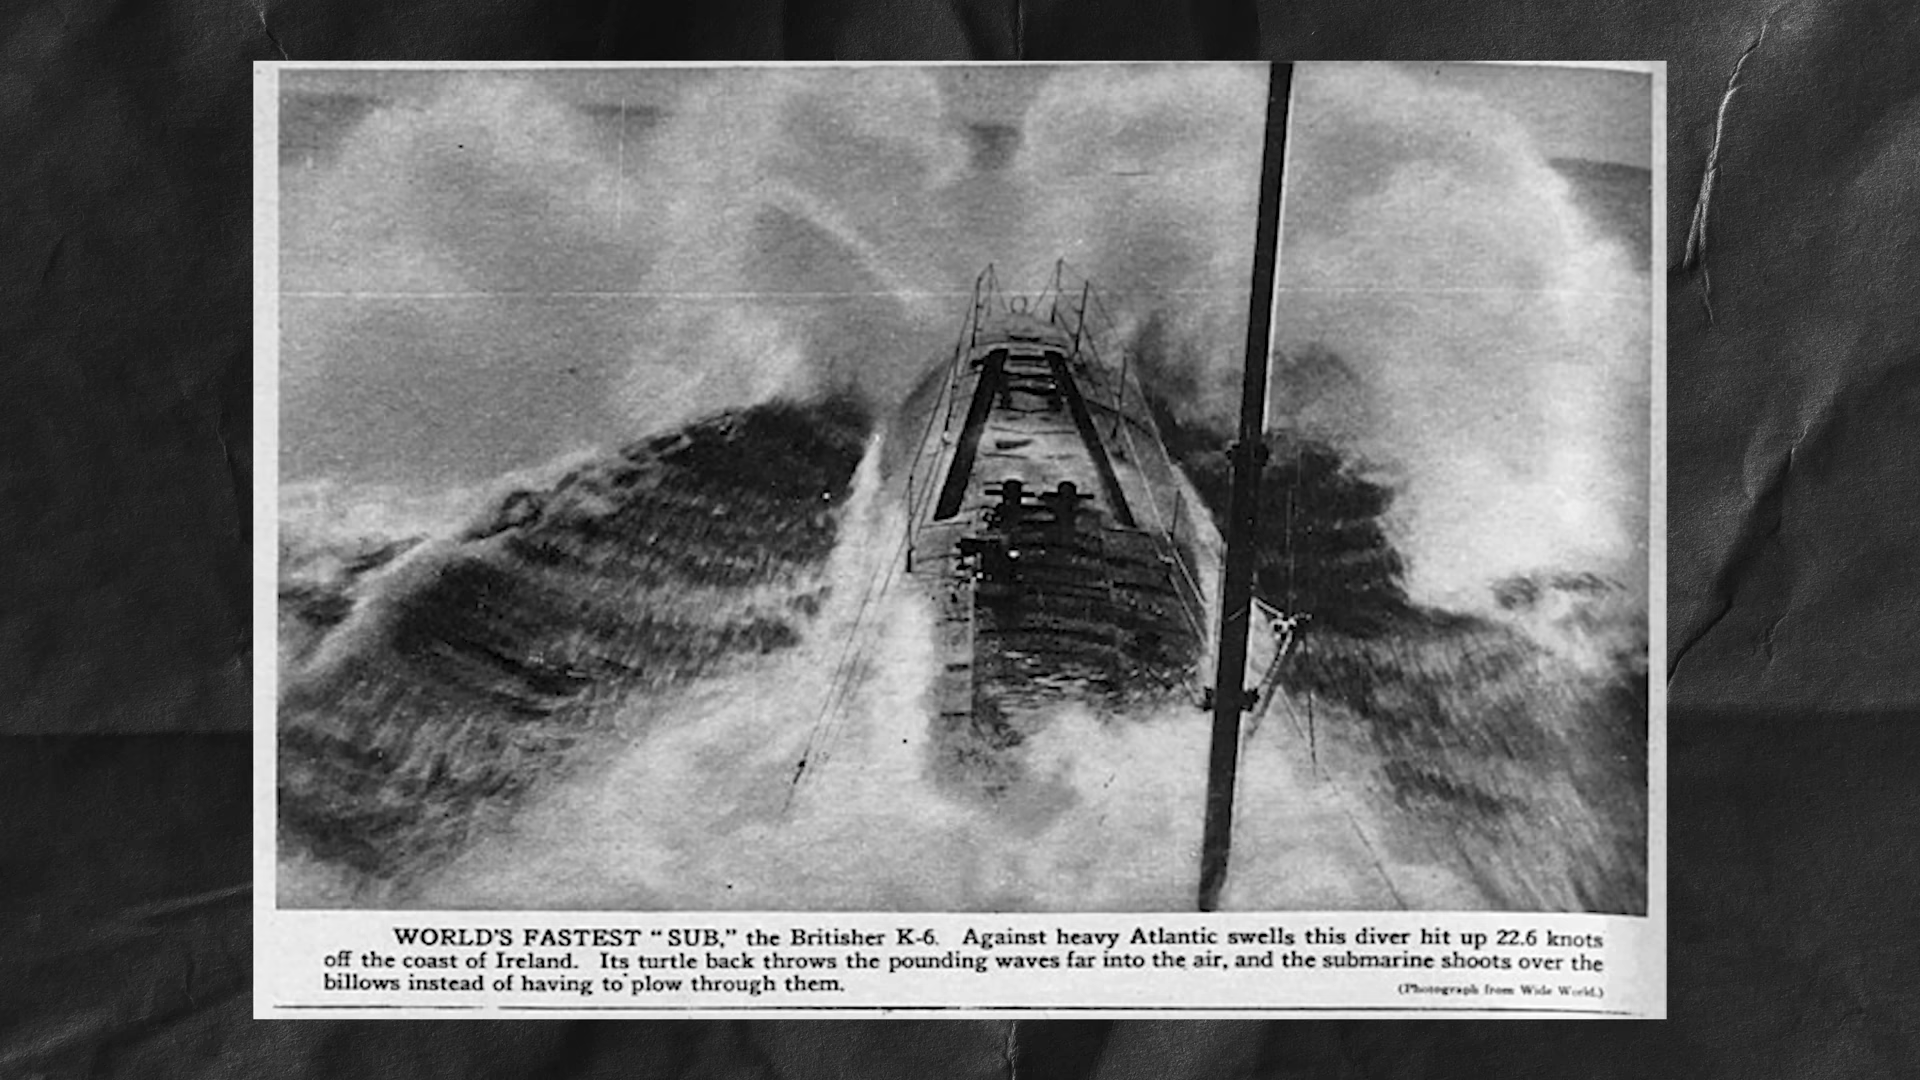 WORLD'S FASTEST "SUB," the Britisher K-6. Against heavy Atlantic swells this diver hit up 22.6 knots
off the coast of Ireland. Its turtle back throws the pounding waves far into the air, and the submarine shoots over the
billows instead of having to plow through them.
(Photograph from Wide World.)